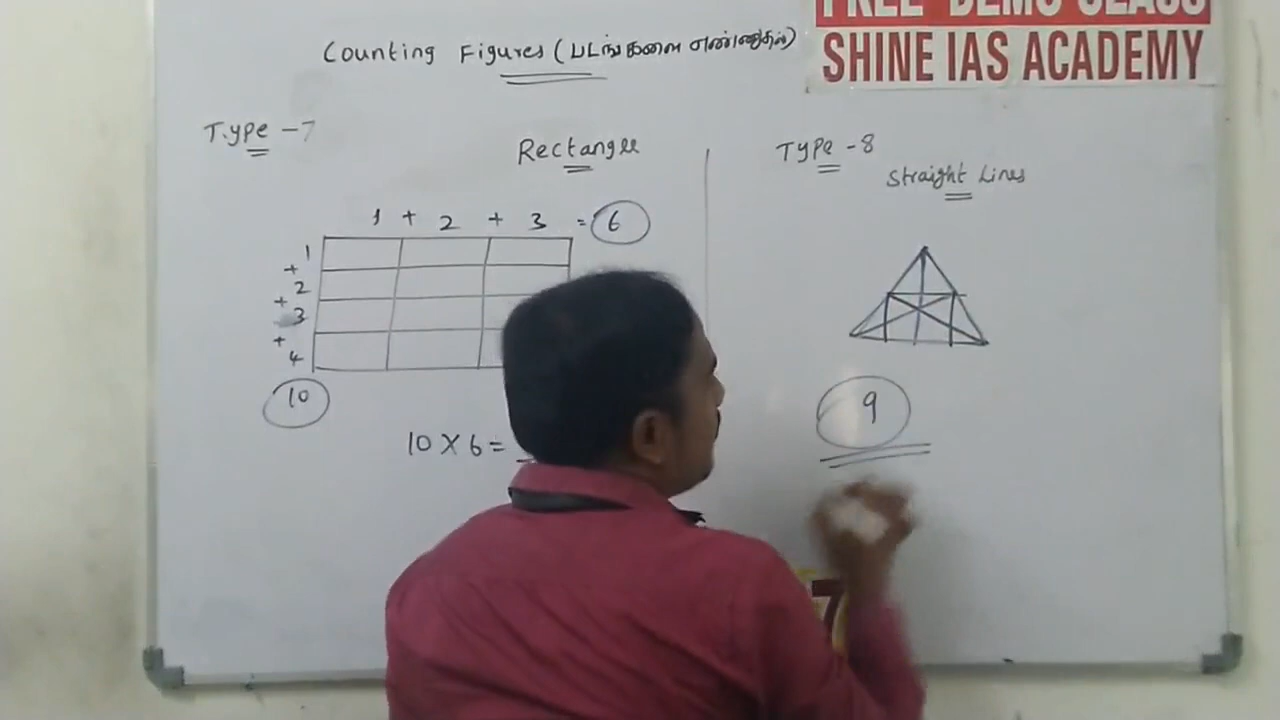 FREE DEMO CLASS
SHINE IAS ACADEMY
Counting Figures (படங்களை எண்ணுதல்)
Type - 7
Rectangle
1 + 2 + 3 = 6
1
+
2
+
3
+
4
10
10 X 6 =
Type - 8
Straight Lines
9
7